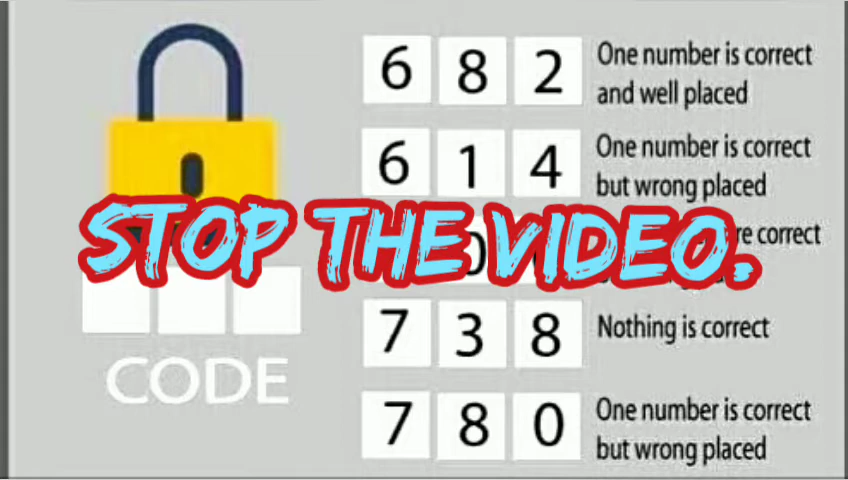 6 8 2 One number is correct
and well placed
6 1 4 One number is correct
but wrong placed
STOP THE VIDEO.
correct
7 3 8 Nothing is correct
CODE
7 8 0 One number is correct
but wrong placed